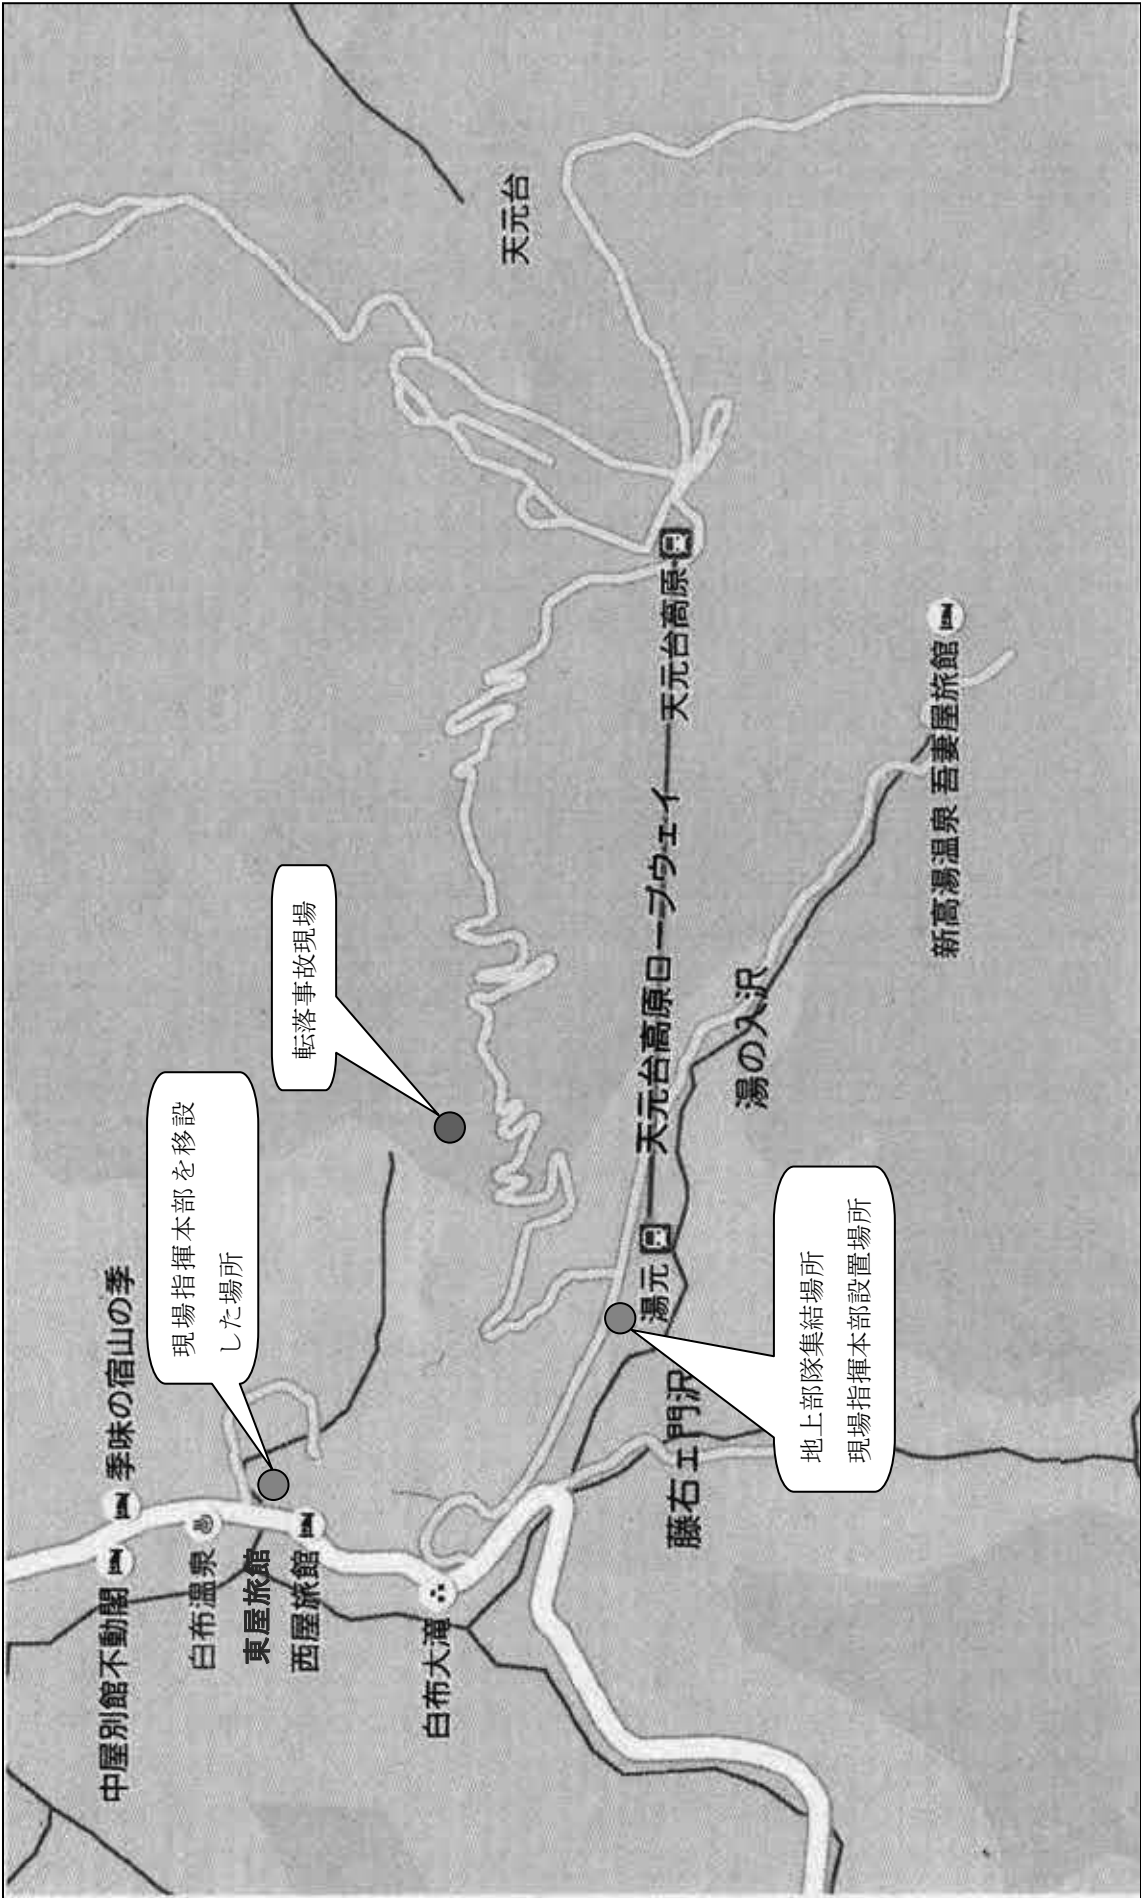 中屋別館不動閣
季味の宿山の季
白布温泉
東屋旅館
西屋旅館
白布大滝
現場指揮本部を移設
した場所
転落事故現場
天元台
湯元
天元台高原ロープウェイ
天元台高原
藤右エ門沢
湯の入沢
地上部隊集結場所
現場指揮本部設置場所
新高湯温泉 吾妻屋旅館